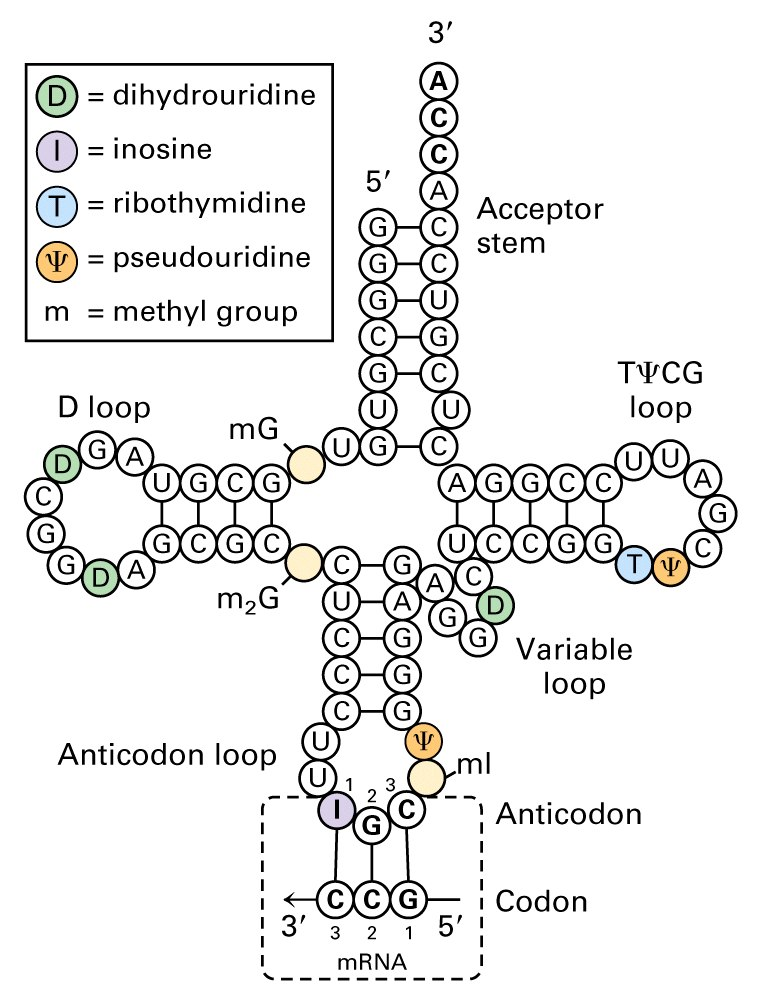 3′
D = dihydrouridine
I = inosine
T = ribothymidine
Ψ = pseudouridine
m = methyl group
A
C
C
A
5′
Acceptor
stem
G C
G C
G U
C G
G C
U U
G C
D loop
mG
U
TΨCG
loop
D G A U G C G
C
G
G D A G C G C
m₂G
A G G C C U U A
G
C
U C C G G T Ψ
C G
U A
C G
C G
C G
A G G D C
Variable
loop
Anticodon loop
U Ψ
U mI
1 2 3
I G C
Anticodon
C C G
Codon
3′ 5′
3 2 1
mRNA